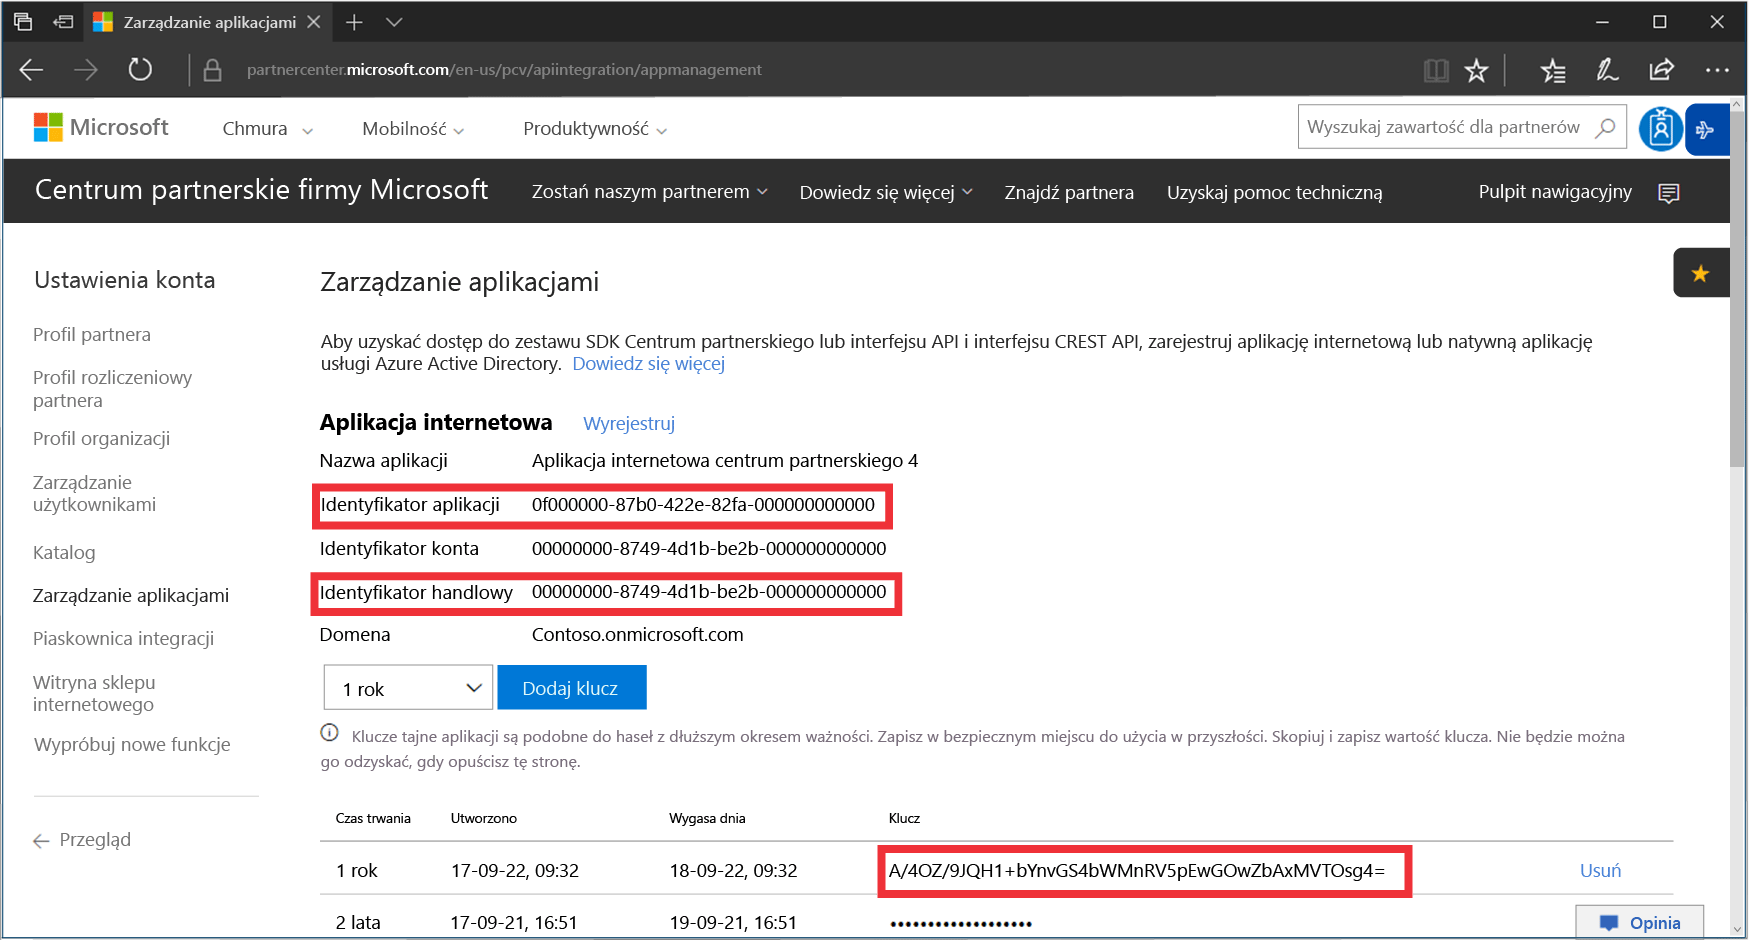 Zarządzanie aplikacjami
partnercenter.microsoft.com/en-us/pcv/apiintegration/appmanagement
Microsoft Chmura Mobilność Produktywność Wyszukaj zawartość dla partnerów
Centrum partnerskie firmy Microsoft Zostań naszym partnerem Dowiedz się więcej Znajdź partnera Uzyskaj pomoc techniczną Pulpit nawigacyjny
Ustawienia konta
Profil partnera
Profil rozliczeniowy
partnera
Profil organizacji
Zarządzanie
użytkownikami
Katalog
Zarządzanie aplikacjami
Piaskownica integracji
Witryna sklepu
internetowego
Wypróbuj nowe funkcje
Przegląd
Zarządzanie aplikacjami
Aby uzyskać dostęp do zestawu SDK Centrum partnerskiego lub interfejsu API i interfejsu CREST API, zarejestruj aplikację internetową lub natywną aplikację
usługi Azure Active Directory. Dowiedz się więcej
Aplikacja internetowa Wyrejestruj
Nazwa aplikacji Aplikacja internetowa centrum partnerskiego 4
Identyfikator aplikacji 0f000000-87b0-422e-82fa-000000000000
Identyfikator konta 00000000-8749-4d1b-be2b-000000000000
Identyfikator handlowy 00000000-8749-4d1b-be2b-000000000000
Domena Contoso.onmicrosoft.com
1 rok Dodaj klucz
Klucze tajne aplikacji są podobne do haseł z dłuższym okresem ważności. Zapisz w bezpiecznym miejscu do użycia w przyszłości. Skopiuj i zapisz wartość klucza. Nie będzie można
go odzyskać, gdy opuścisz tę stronę.
Czas trwania Utworzono Wygasa dnia Klucz
1 rok 17-09-22, 09:32 18-09-22, 09:32 A/4OZ/9JQH1+bYnvGS4bWMnRV5pEwGOwZbAxMVTOsg4= Usuń
2 lata 17-09-21, 16:51 19-09-21, 16:51 •••••••••••••••••••
Opinia